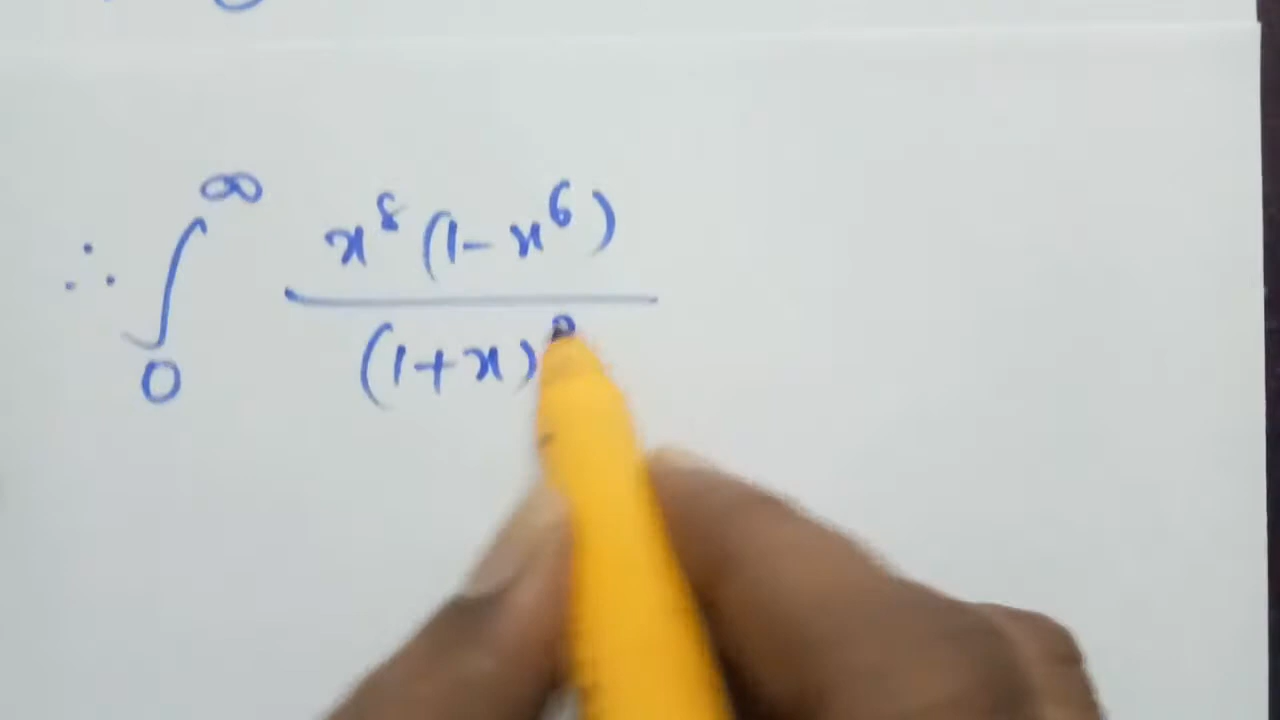 ∴ ∫₀^∞ x⁸(1-x⁶) / (1+x)